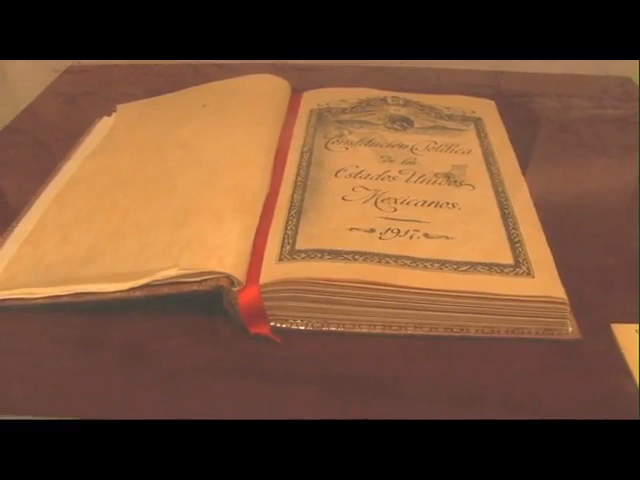 Constitución Política
de los
Estados Unidos
Mexicanos.
1917.